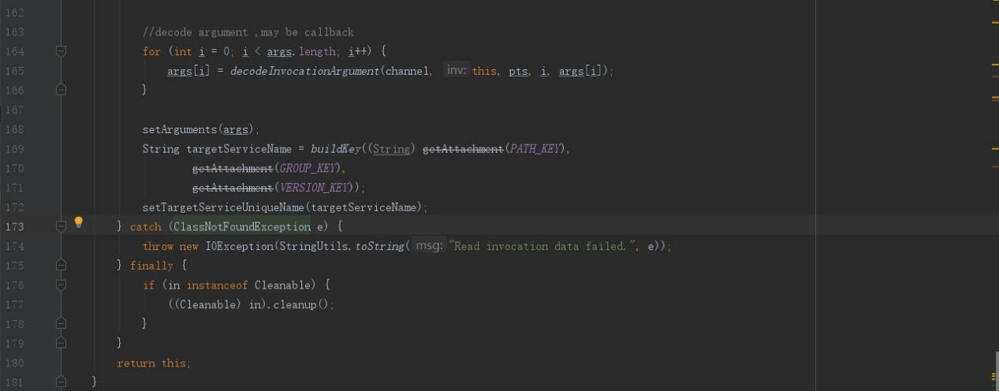 162
163 //decode argument ,may be callback
164 for (int i = 0; i < args.length; i++) {
165 args[i] = decodeInvocationArgument(channel, inv: this, pts, i, args[i]);
166 }
167
168 setArguments(args);
169 String targetServiceName = buildKey((String) getAttachment(PATH_KEY),
170 getAttachment(GROUP_KEY),
171 getAttachment(VERSION_KEY));
172 setTargetServiceUniqueName(targetServiceName);
173 } catch (ClassNotFoundException e) {
174 throw new IOException(StringUtils.toString( msg: "Read invocation data failed.", e));
175 } finally {
176 if (in instanceof Cleanable) {
177 ((Cleanable) in).cleanup();
178 }
179 }
180 return this;
181 }